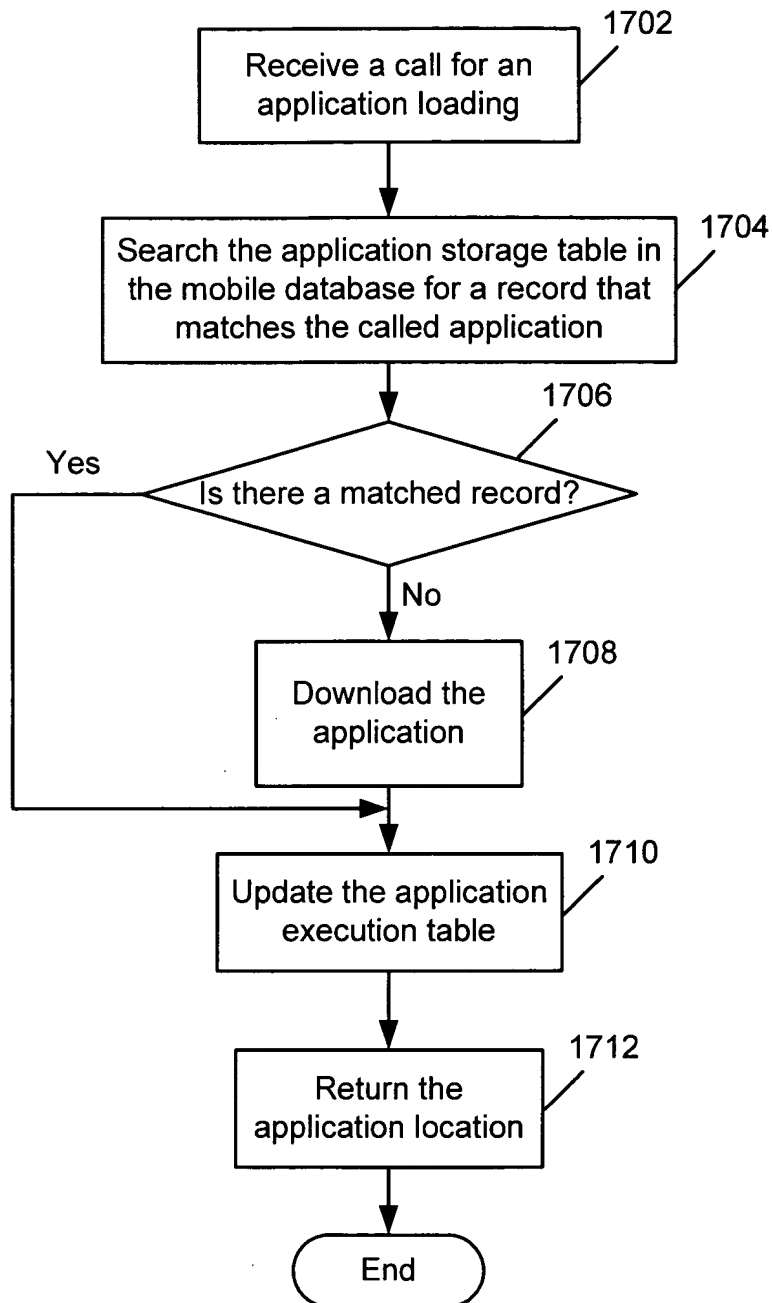 1702
Receive a call for an
application loading
1704
Search the application storage table in
the mobile database for a record that
matches the called application
1706
Yes
Is there a matched record?
No
1708
Download the
application
1710
Update the application
execution table
1712
Return the
application location
End